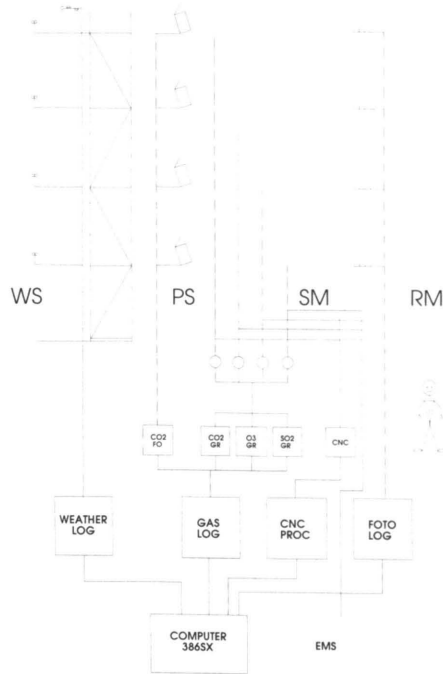 WS
PS
SM
RM
CO2
FO
CO2
GR
O3
GR
SO2
GR
CNC
WEATHER
LOG
GAS
LOG
CNC
PROC
FOTO
LOG
COMPUTER
386SX
EMS